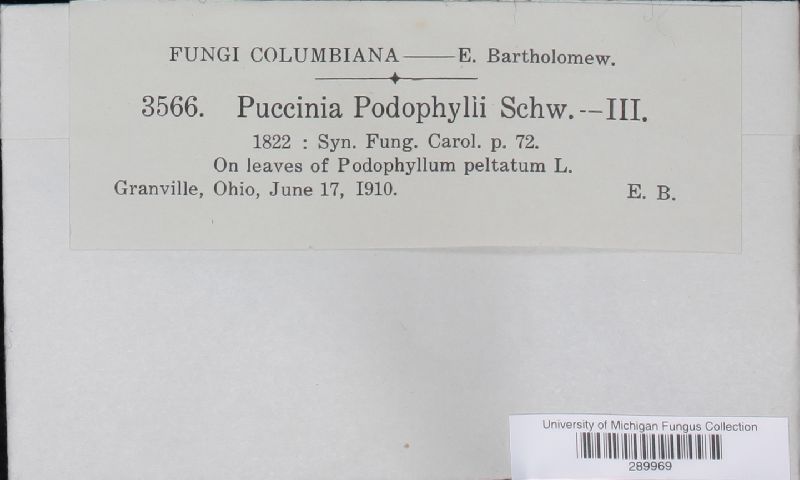 FUNGI COLUMBIANA——E. Bartholomew.
3566. Puccinia Podophylli Schw.--III.
1822 : Syn. Fung. Carol. p. 72.
On leaves of Podophyllum peltatum L.
Granville, Ohio, June 17, 1910. E. B.
University of Michigan Fungus Collection
289969